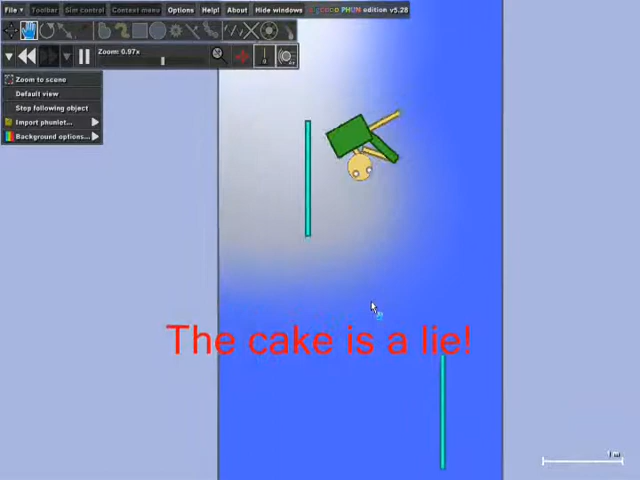 File Toolbar Sim control Context menu Options Help! About Hide windows PHUN edition v5.28
Zoom: 0.97x
Zoom to scene
Default view
Stop following object
Import phunlet...
Background options...
The cake is a lie!